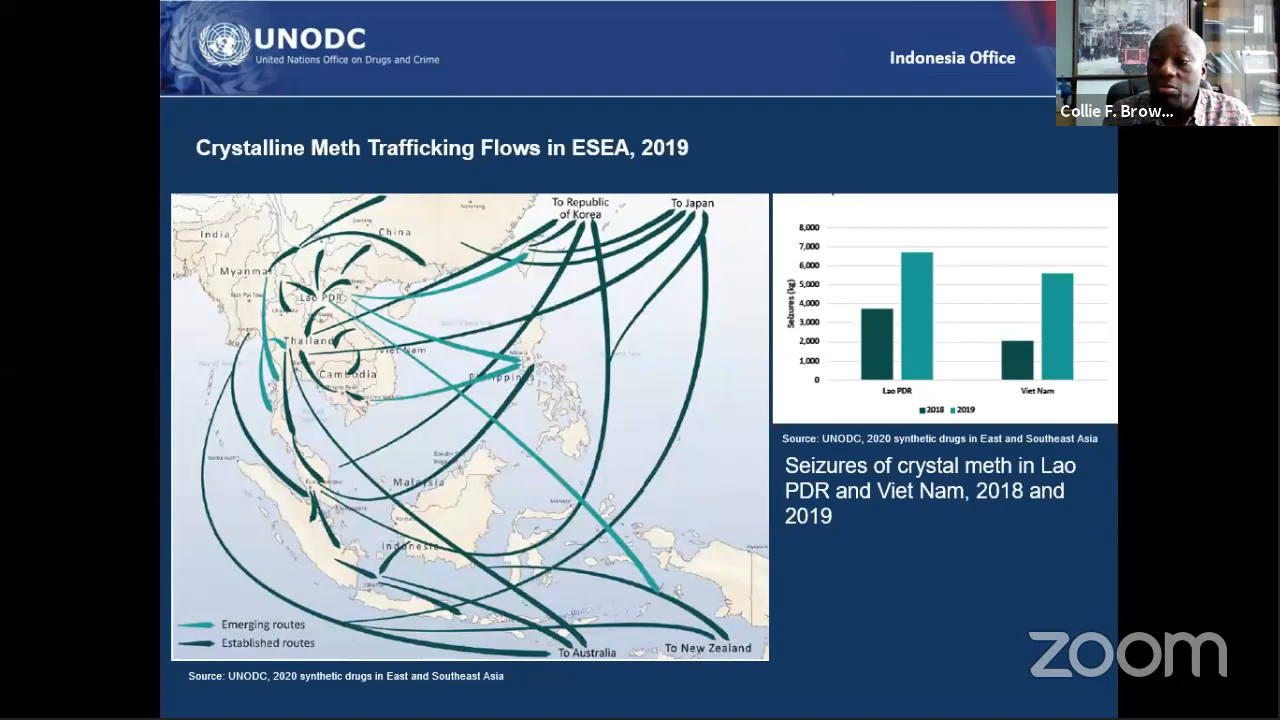 UNODC
United Nations Office on Drugs and Crime
Indonesia Office
Collie F. Brow...
Crystalline Meth Trafficking Flows in ESEA, 2019
To Republic
of Korea
To Japan
India
China
Myanmar
Lao PDR
Thailand
Viet Nam
Cambodia
Philippines
Malaysia
Indonesia
Jakarta
Emerging routes
Established routes
To Australia
To New Zealand
Source: UNODC, 2020 synthetic drugs in East and Southeast Asia
8,000
7,000
6,000
5,000
4,000
3,000
2,000
1,000
0
Seizures (kg)
Lao PDR
Viet Nam
2018
2019
Source: UNODC, 2020 synthetic drugs in East and Southeast Asia
Seizures of crystal meth in Lao
PDR and Viet Nam, 2018 and
2019
zoom